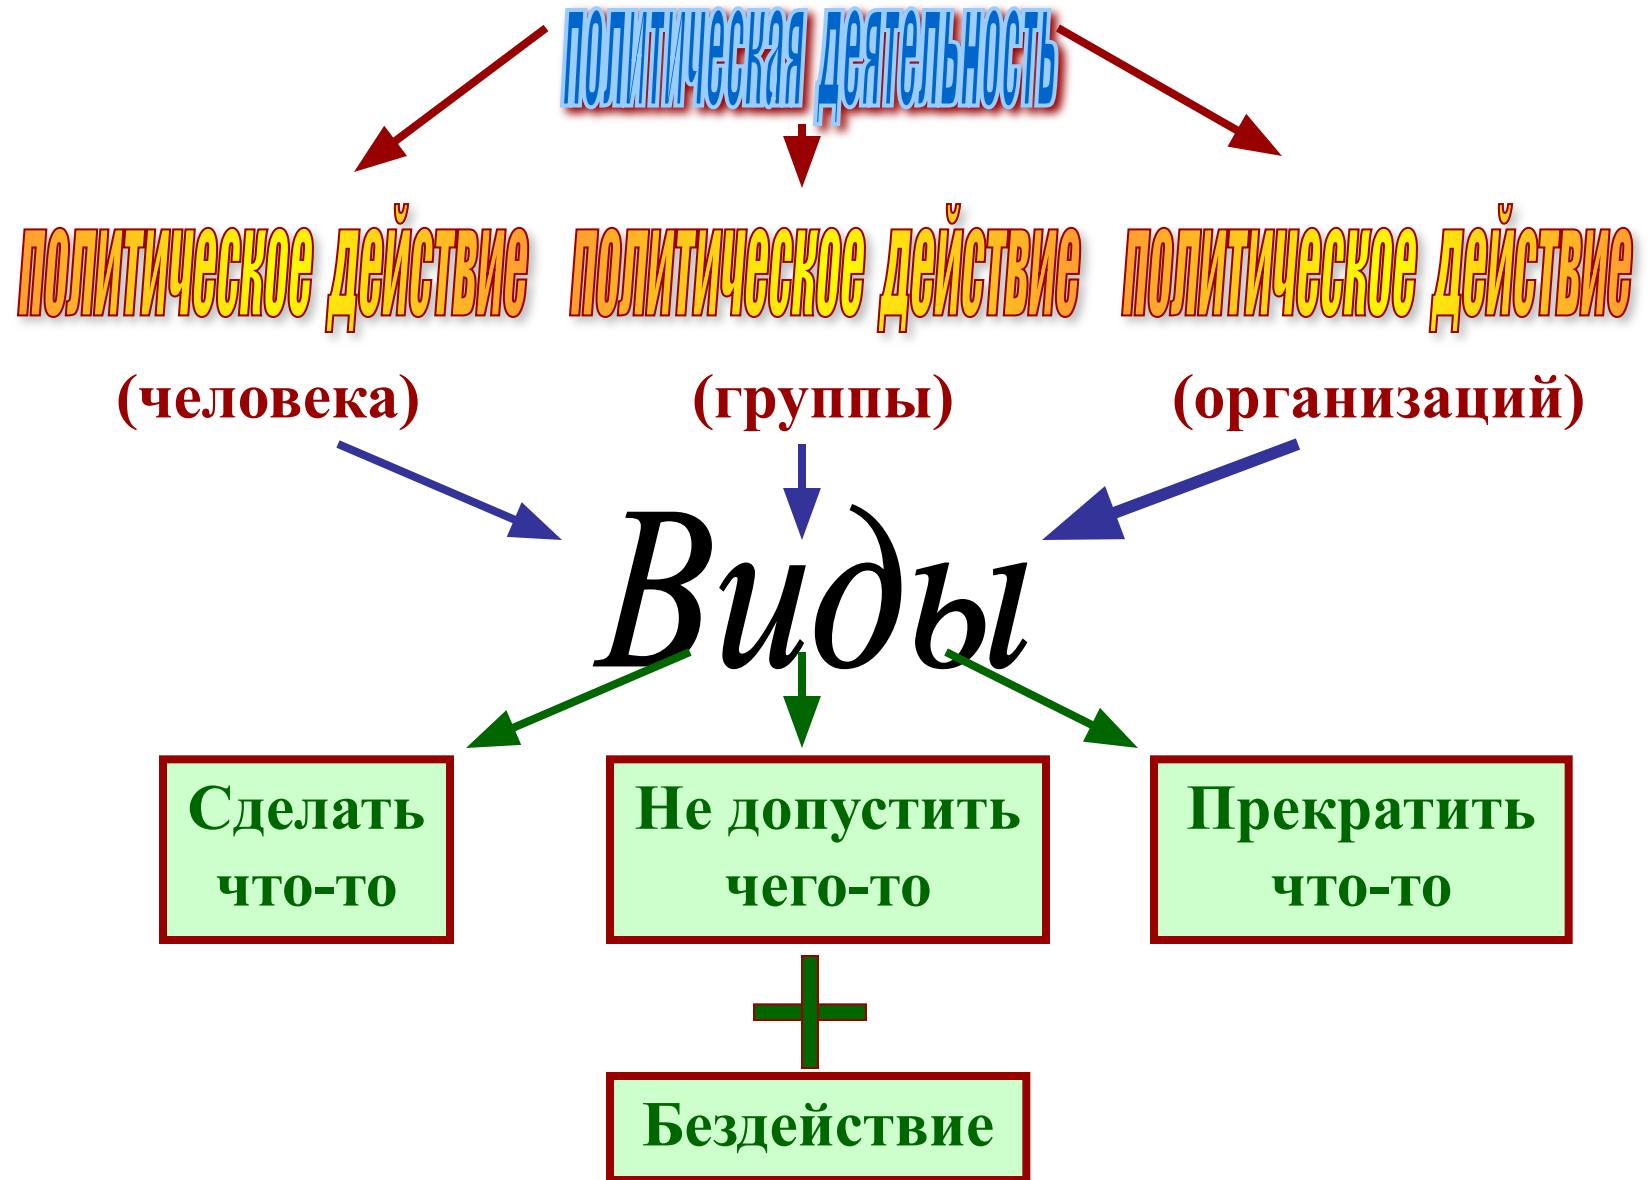 политическая деятельность
политическое действие политическое действие политическое действие
(человека) (группы) (организаций)
Виды
Сделать
что-то
Не допустить
чего-то
Прекратить
что-то
Бездействие